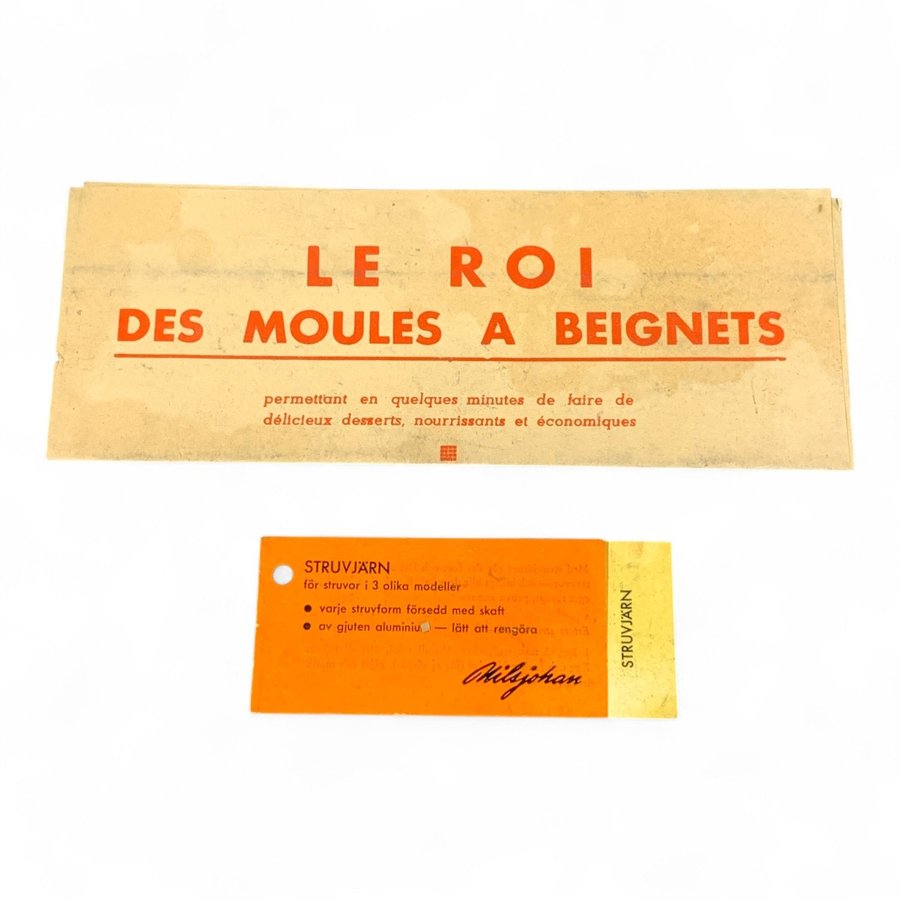 LE ROI
DES MOULES A BEIGNETS
permettant en quelques minutes de faire de
délicieux desserts, nourrissants et économiques
STRUVJÄRN
för struvor i 3 olika modeller
● varje struvform försedd med skaft
● av gjuten — lätt att rengöra
Nilsjohan
STRUVJÄRN